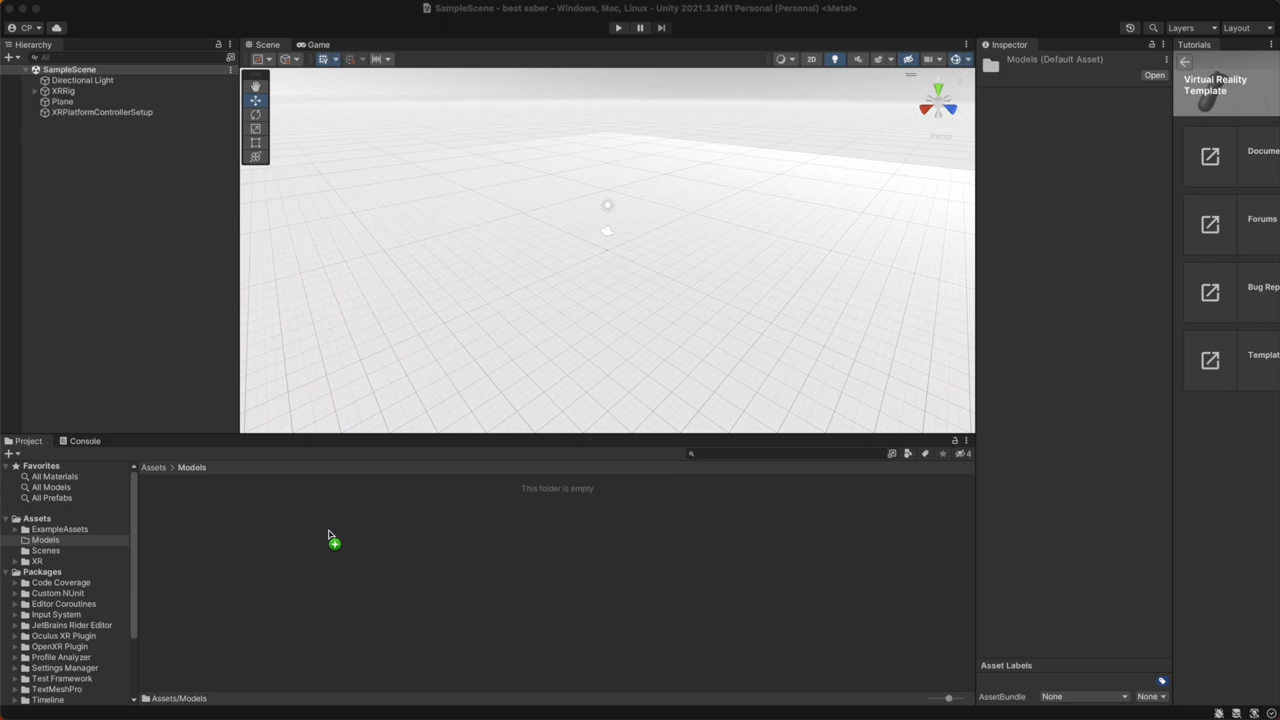 SampleScene - beat saber - Windows, Mac, Linux - Unity 2021.3.24f1 Personal (Personal) <Metal>
CP
Layers
Layout
Hierarchy
All
SampleScene
Directional Light
XRRig
Plane
XRPlatformControllerSetup
Scene
Game
2D
Persp
Inspector
Models (Default Asset)
Open
Tutorials
Virtual Reality
Template
Docume
Forums
Bug Rep
Templat
Project
Console
Favorites
All Materials
All Models
All Prefabs
Assets
ExampleAssets
Models
Scenes
XR
Packages
Code Coverage
Custom NUnit
Editor Coroutines
Input System
JetBrains Rider Editor
Oculus XR Plugin
OpenXR Plugin
Profile Analyzer
Settings Manager
Test Framework
TextMeshPro
Timeline
4
Assets > Models
This folder is empty
Assets/Models
Asset Labels
AssetBundle
None
None